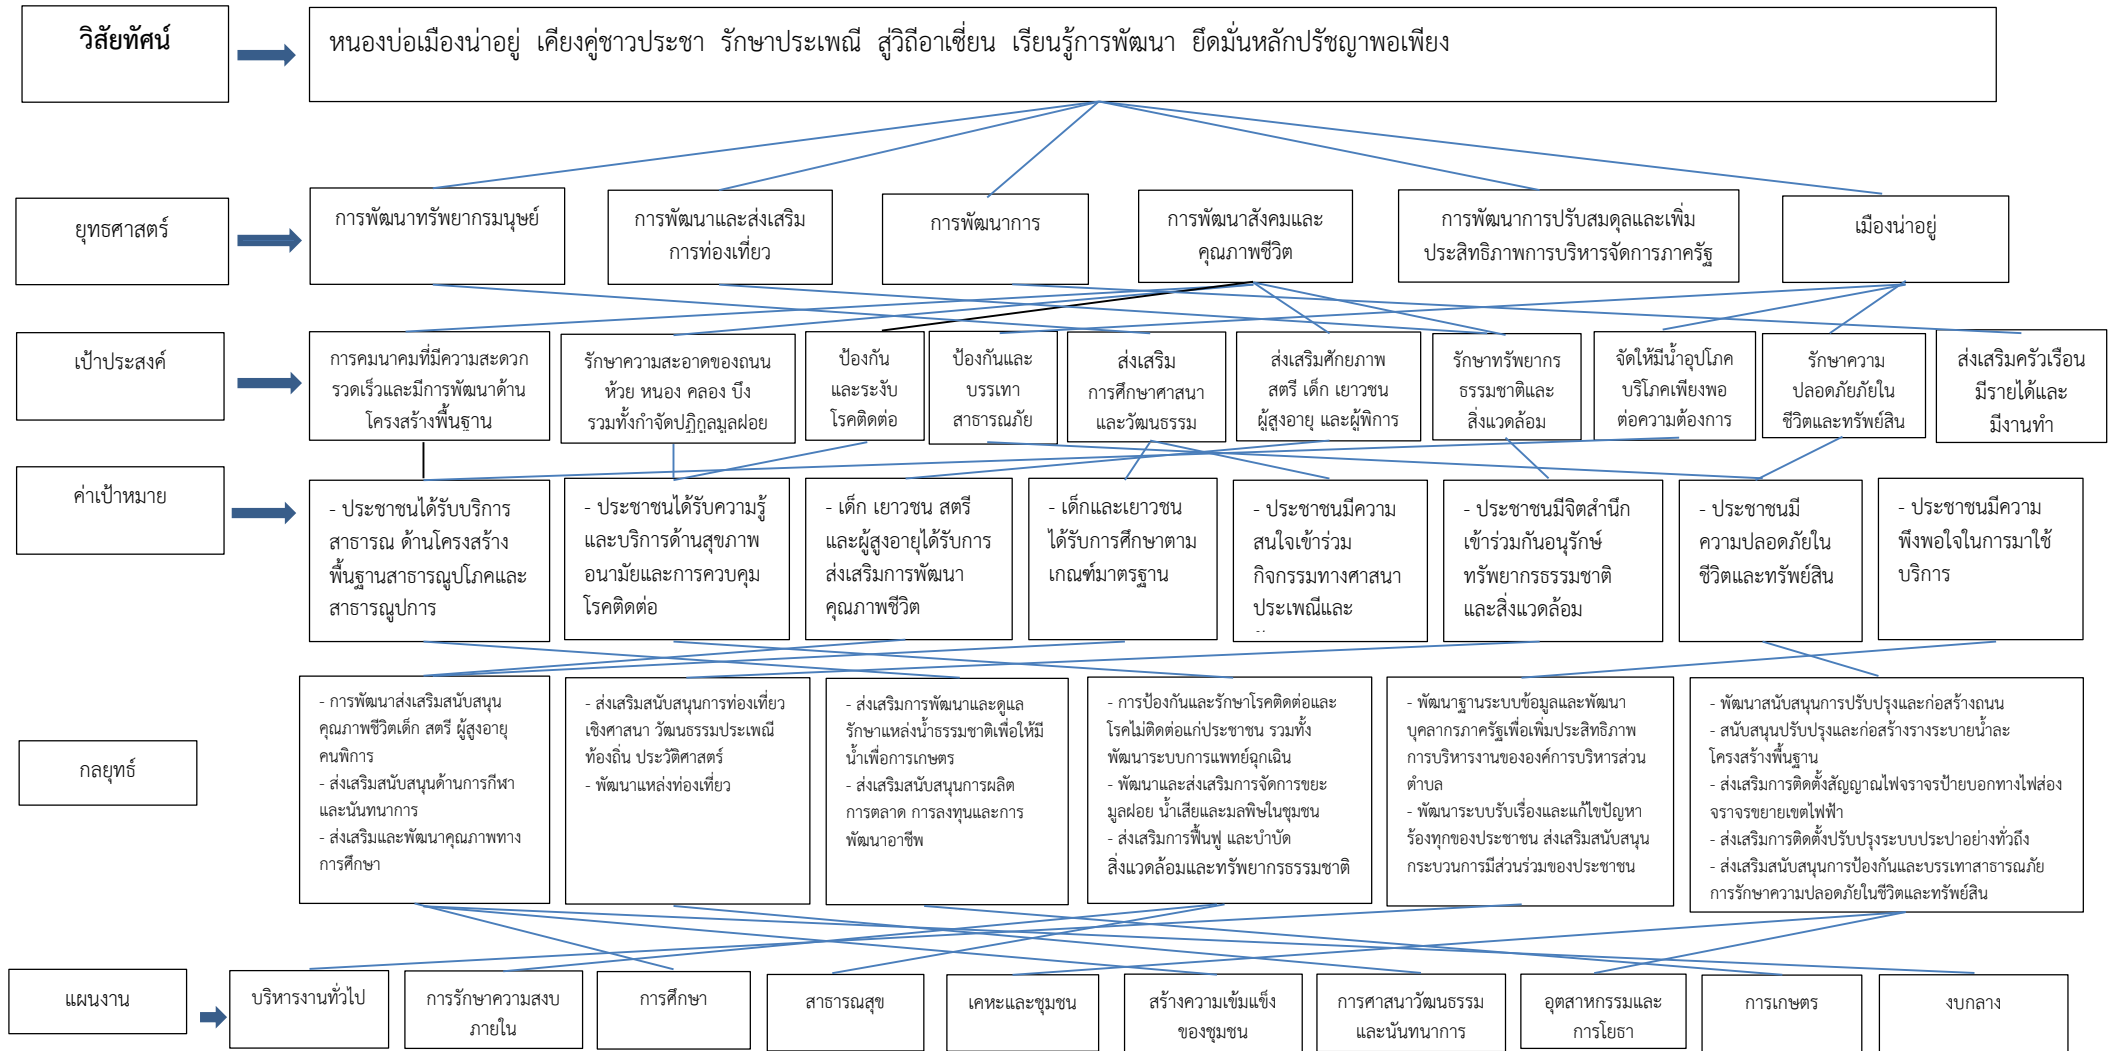 วิสัยทัศน์
หนองบ่อเมืองน่าอยู่ เคียงคู่ชาวประชา รักษาประเพณี สู่วิถีอาเซี่ยน เรียนรู้การพัฒนา ยึดมั่นหลักปรัชญาพอเพียง
ยุทธศาสตร์
การพัฒนาทรัพยากรมนุษย์
การพัฒนาและส่งเสริม
การท่องเที่ยว
การพัฒนาการ
การพัฒนาสังคมและ
คุณภาพชีวิต
การพัฒนาการปรับสมดุลและเพิ่ม
ประสิทธิภาพการบริหารจัดการภาครัฐ
เมืองน่าอยู่
เป้าประสงค์
การคมนาคมที่มีความสะดวก
รวดเร็วและมีการพัฒนาด้าน
โครงสร้างพื้นฐาน
รักษาความสะอาดของถนน
ห้วย หนอง คลอง บึง
รวมทั้งกำจัดปฏิกูลมูลฝอย
ป้องกัน
และระงับ
โรคติดต่อ
ป้องกันและ
บรรเทา
สาธารณภัย
ส่งเสริม
การศึกษาศาสนา
และวัฒนธรรม
ส่งเสริมศักยภาพ
สตรี เด็ก เยาวชน
ผู้สูงอายุ และผู้พิการ
รักษาทรัพยากร
ธรรมชาติและ
สิ่งแวดล้อม
จัดให้มีน้ำอุปโภค
บริโภคเพียงพอ
ต่อความต้องการ
รักษาความ
ปลอดภัยภัยใน
ชีวิตและทรัพย์สิน
ส่งเสริมครัวเรือน
มีรายได้และ
มีงานทำ
ค่าเป้าหมาย
- ประชาชนได้รับบริการ
สาธารณ ด้านโครงสร้าง
พื้นฐานสาธารณุปโภคและ
สาธารณูปการ
- ประชาชนได้รับความรู้
และบริการด้านสุขภาพ
อนามัยและการควบคุม
โรคติดต่อ
- เด็ก เยาวชน สตรี
และผู้สูงอายุได้รับการ
ส่งเสริมการพัฒนา
คุณภาพชีวิต
- เด็กและเยาวชน
ได้รับการศึกษาตาม
เกณฑ์มาตรฐาน
- ประชาชนมีความ
สนใจเข้าร่วม
กิจกรรมทางศาสนา
ประเพณีและ
- ประชาชนมีจิตสำนึก
เข้าร่วมกันอนุรักษ์
ทรัพยากรธรรมชาติ
และสิ่งแวดล้อม
- ประชาชนมี
ความปลอดภัยใน
ชีวิตและทรัพย์สิน
- ประชาชนมีความ
พึงพอใจในการมาใช้
บริการ
กลยุทธ์
- การพัฒนาส่งเสริมสนับสนุน
คุณภาพชีวิตเด็ก สตรี ผู้สูงอายุ
คนพิการ
- ส่งเสริมสนับสนุนด้านการกีฬา
และนันทนาการ
- ส่งเสริมและพัฒนาคุณภาพทาง
การศึกษา
- ส่งเสริมสนับสนุนการท่องเที่ยว
เชิงศาสนา วัฒนธรรมประเพณี
ท้องถิ่น ประวัติศาสตร์
- พัฒนาแหล่งท่องเที่ยว
- ส่งเสริมการพัฒนาและดูแล
รักษาแหล่งน้ำธรรมชาติเพื่อให้มี
น้ำเพื่อการเกษตร
- ส่งเสริมสนับสนุนการผลิต
การตลาด การลงทุนและการ
พัฒนาอาชีพ
- การป้องกันและรักษาโรคติดต่อและ
โรคไม่ติดต่อแก่ประชาชน รวมทั้ง
พัฒนาระบบการแพทย์ฉุกเฉิน
- พัฒนาและส่งเสริมการจัดการขยะ
มูลฝอย น้ำเสียและมลพิษในชุมชน
- ส่งเสริมการฟื้นฟู และบำบัด
สิ่งแวดล้อมและทรัพยากรธรรมชาติ
- พัฒนาฐานระบบข้อมูลและพัฒนา
บุคลากรภาครัฐเพื่อเพิ่มประสิทธิภาพ
การบริหารงานขององค์การบริหารส่วน
ตำบล
- พัฒนาระบบรับเรื่องและแก้ไขปัญหา
ร้องทุกของประชาชน ส่งเสริมสนับสนุน
กระบวนการมีส่วนร่วมของประชาชน
- พัฒนาสนับสนุนการปรับปรุงและก่อสร้างถนน
- สนับสนุนปรับปรุงและก่อสร้างรางระบายน้ำละ
โครงสร้างพื้นฐาน
- ส่งเสริมการติดตั้งสัญญาณไฟจราจรป้ายบอกทางไฟส่อง
จราจรขยายเขตไฟฟ้า
- ส่งเสริมการติดตั้งปรับปรุงระบบประปาอย่างทั่วถึง
- ส่งเสริมสนับสนุนการป้องกันและบรรเทาสาธารณภัย
การรักษาความปลอดภัยในชีวิตและทรัพย์สิน
แผนงาน
บริหารงานทั่วไป
การรักษาความสงบ
ภายใน
การศึกษา
สาธารณสุข
เคหะและชุมชน
สร้างความเข้มแข็ง
ของชุมชน
การศาสนาวัฒนธรรม
และนันทนาการ
อุตสาหกรรมและ
การโยธา
การเกษตร
งบกลาง